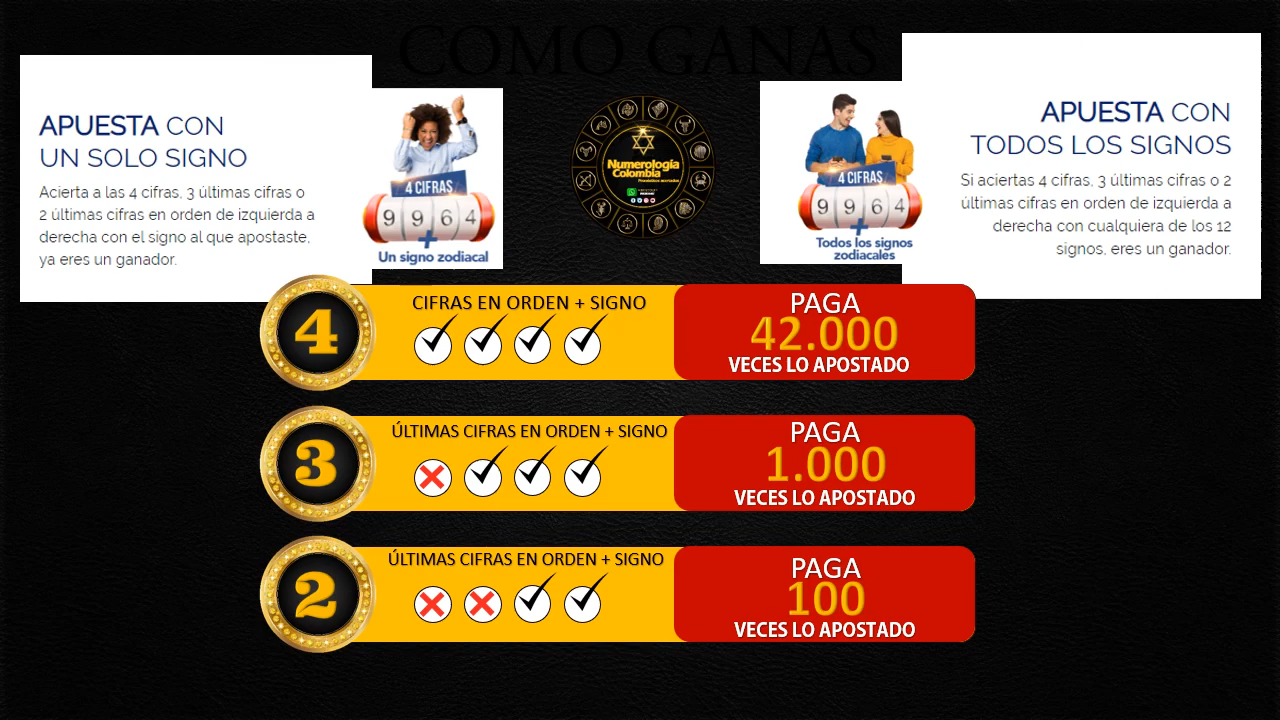 COMO GANAS
APUESTA CON
UN SOLO SIGNO
Acierta a las 4 cifras, 3 últimas cifras o
2 últimas cifras en orden de izquierda a
derecha con el signo al que apostaste,
ya eres un ganador.
4 CIFRAS
9 9 6 4
+
Un signo zodiacal
Numerología
Colombia
4 CIFRAS
9 9 6 4
+
Todos los signos
zodiacales
APUESTA CON
TODOS LOS SIGNOS
Si aciertas 4 cifras, 3 últimas cifras o 2
últimas cifras en orden de izquierda a
derecha con cualquiera de los 12
signos, eres un ganador.
4
CIFRAS EN ORDEN + SIGNO
PAGA
42.000
VECES LO APOSTADO
3
ÚLTIMAS CIFRAS EN ORDEN + SIGNO
PAGA
1.000
VECES LO APOSTADO
2
ÚLTIMAS CIFRAS EN ORDEN + SIGNO
PAGA
100
VECES LO APOSTADO